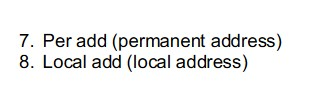 7. Per add (permanent address)
8. Local add (local address)